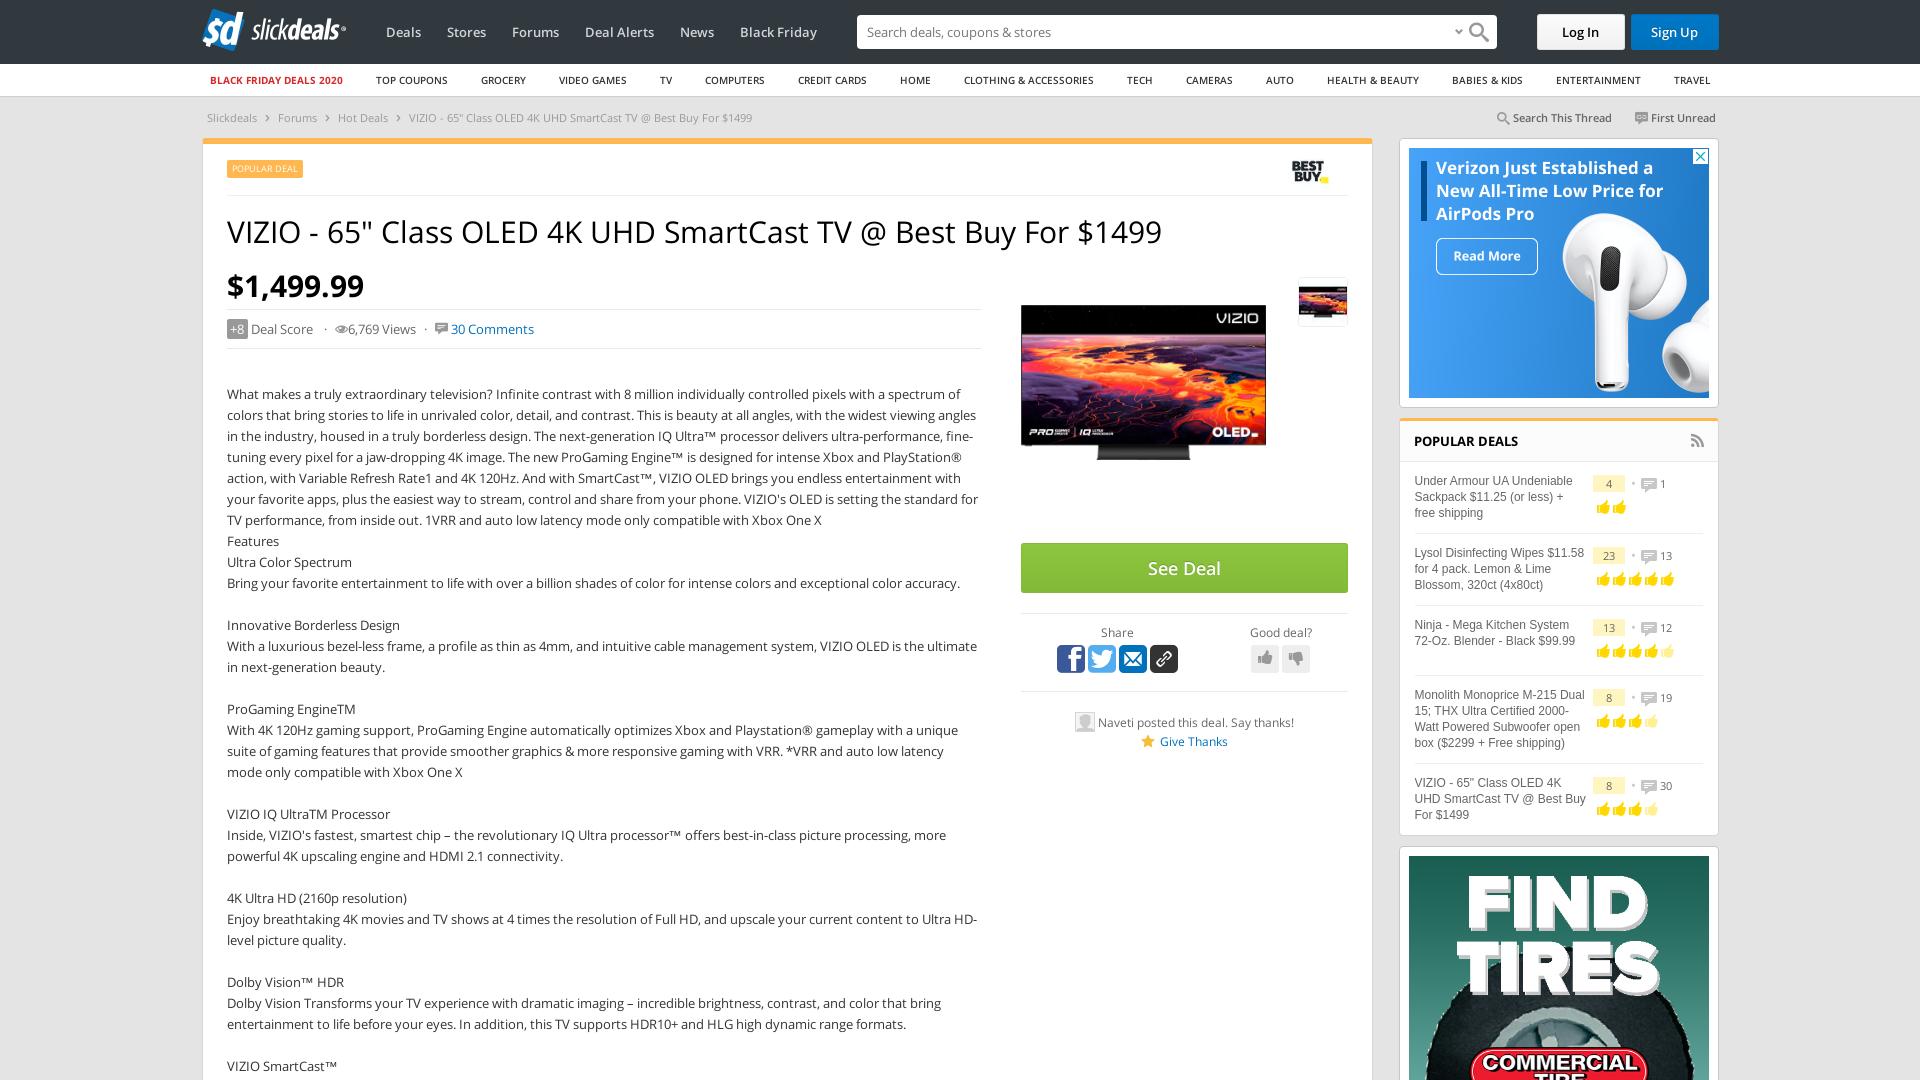 slickdeals
Deals
Stores
Forums
Deal Alerts
News
Black Friday
Search deals, coupons & stores
Log In
Sign Up
BLACK FRIDAY DEALS 2020
TOP COUPONS
GROCERY
VIDEO GAMES
TV
COMPUTERS
CREDIT CARDS
HOME
CLOTHING & ACCESSORIES
TECH
CAMERAS
AUTO
HEALTH & BEAUTY
BABIES & KIDS
ENTERTAINMENT
TRAVEL
Slickdeals > Forums > Hot Deals > VIZIO - 65" Class OLED 4K UHD SmartCast TV @ Best Buy For $1499
Search This Thread
First Unread
POPULAR DEAL
BEST
BUY
VIZIO - 65" Class OLED 4K UHD SmartCast TV @ Best Buy For $1499
$1,499.99
+8 Deal Score · 6,769 Views · 30 Comments
What makes a truly extraordinary television? Infinite contrast with 8 million individually controlled pixels with a spectrum of
colors that bring stories to life in unrivaled color, detail, and contrast. This is beauty at all angles, with the widest viewing angles
in the industry, housed in a truly borderless design. The next-generation IQ Ultra™ processor delivers ultra-performance, fine-
tuning every pixel for a jaw-dropping 4K image. The new ProGaming Engine™ is designed for intense Xbox and PlayStation®
action, with Variable Refresh Rate1 and 4K 120Hz. And with SmartCast™, VIZIO OLED brings you endless entertainment with
your favorite apps, plus the easiest way to stream, control and share from your phone. VIZIO's OLED is setting the standard for
TV performance, from inside out. 1VRR and auto low latency mode only compatible with Xbox One X
Features
Ultra Color Spectrum
Bring your favorite entertainment to life with over a billion shades of color for intense colors and exceptional color accuracy.
Innovative Borderless Design
With a luxurious bezel-less frame, a profile as thin as 4mm, and intuitive cable management system, VIZIO OLED is the ultimate
in next-generation beauty.
ProGaming EngineTM
With 4K 120Hz gaming support, ProGaming Engine automatically optimizes Xbox and Playstation® gameplay with a unique
suite of gaming features that provide smoother graphics & more responsive gaming with VRR. *VRR and auto low latency
mode only compatible with Xbox One X
VIZIO IQ UltraTM Processor
Inside, VIZIO's fastest, smartest chip – the revolutionary IQ Ultra processor™ offers best-in-class picture processing, more
powerful 4K upscaling engine and HDMI 2.1 connectivity.
4K Ultra HD (2160p resolution)
Enjoy breathtaking 4K movies and TV shows at 4 times the resolution of Full HD, and upscale your current content to Ultra HD-
level picture quality.
Dolby Vision™ HDR
Dolby Vision Transforms your TV experience with dramatic imaging – incredible brightness, contrast, and color that bring
entertainment to life before your eyes. In addition, this TV supports HDR10+ and HLG high dynamic range formats.
VIZIO SmartCast™
VIZIO
PRO
IQ
OLED
See Deal
Share
Good deal?
Naveti posted this deal. Say thanks!
Give Thanks
Verizon Just Established a
New All-Time Low Price for
AirPods Pro
Read More
POPULAR DEALS
Under Armour UA Undeniable
Sackpack $11.25 (or less) +
free shipping
4 • 1
Lysol Disinfecting Wipes $11.58
for 4 pack. Lemon & Lime
Blossom, 320ct (4x80ct)
23 • 13
Ninja - Mega Kitchen System
72-Oz. Blender - Black $99.99
13 • 12
Monolith Monoprice M-215 Dual
15; THX Ultra Certified 2000-
Watt Powered Subwoofer open
box ($2299 + Free shipping)
8 • 19
VIZIO - 65" Class OLED 4K
UHD SmartCast TV @ Best Buy
For $1499
8 • 30
FIND
TIRES
COMMERCIAL
TIRE